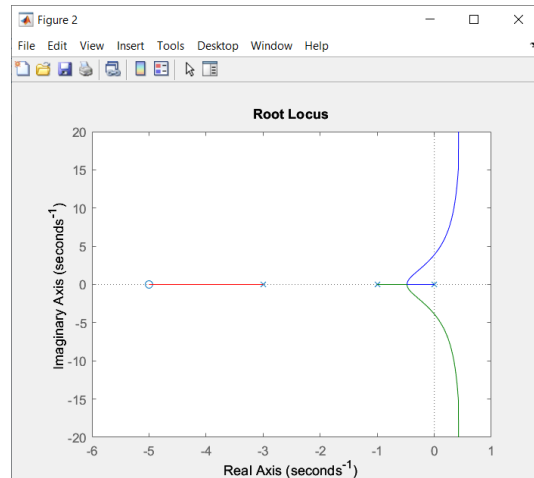 Figure 2
File Edit View Insert Tools Desktop Window Help
Root Locus
20
15
10
5
0
-5
-10
-15
-20
-6 -5 -4 -3 -2 -1 0 1
Imaginary Axis (seconds⁻¹)
Real Axis (seconds⁻¹)